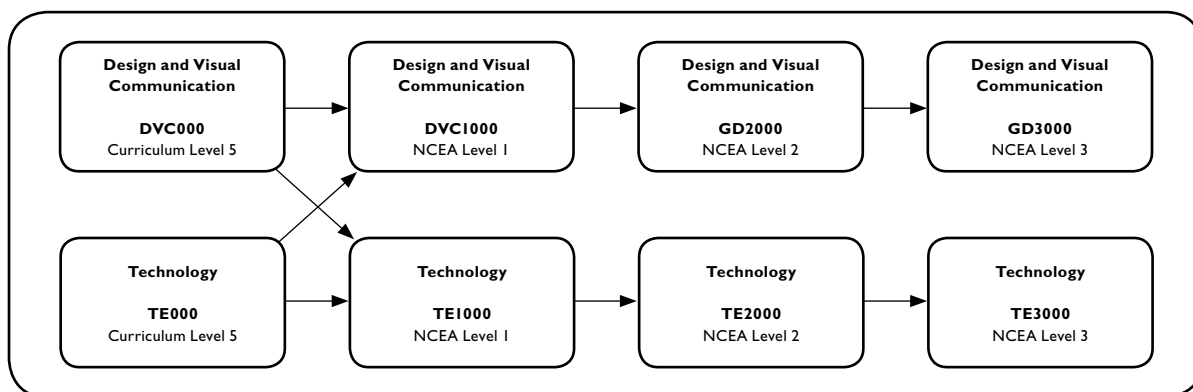 Design and Visual
Communication
DVC000
Curriculum Level 5
Design and Visual
Communication
DVC1000
NCEA Level 1
Design and Visual
Communication
GD2000
NCEA Level 2
Design and Visual
Communication
GD3000
NCEA Level 3
Technology
TE000
Curriculum Level 5
Technology
TE1000
NCEA Level 1
Technology
TE2000
NCEA Level 2
Technology
TE3000
NCEA Level 3